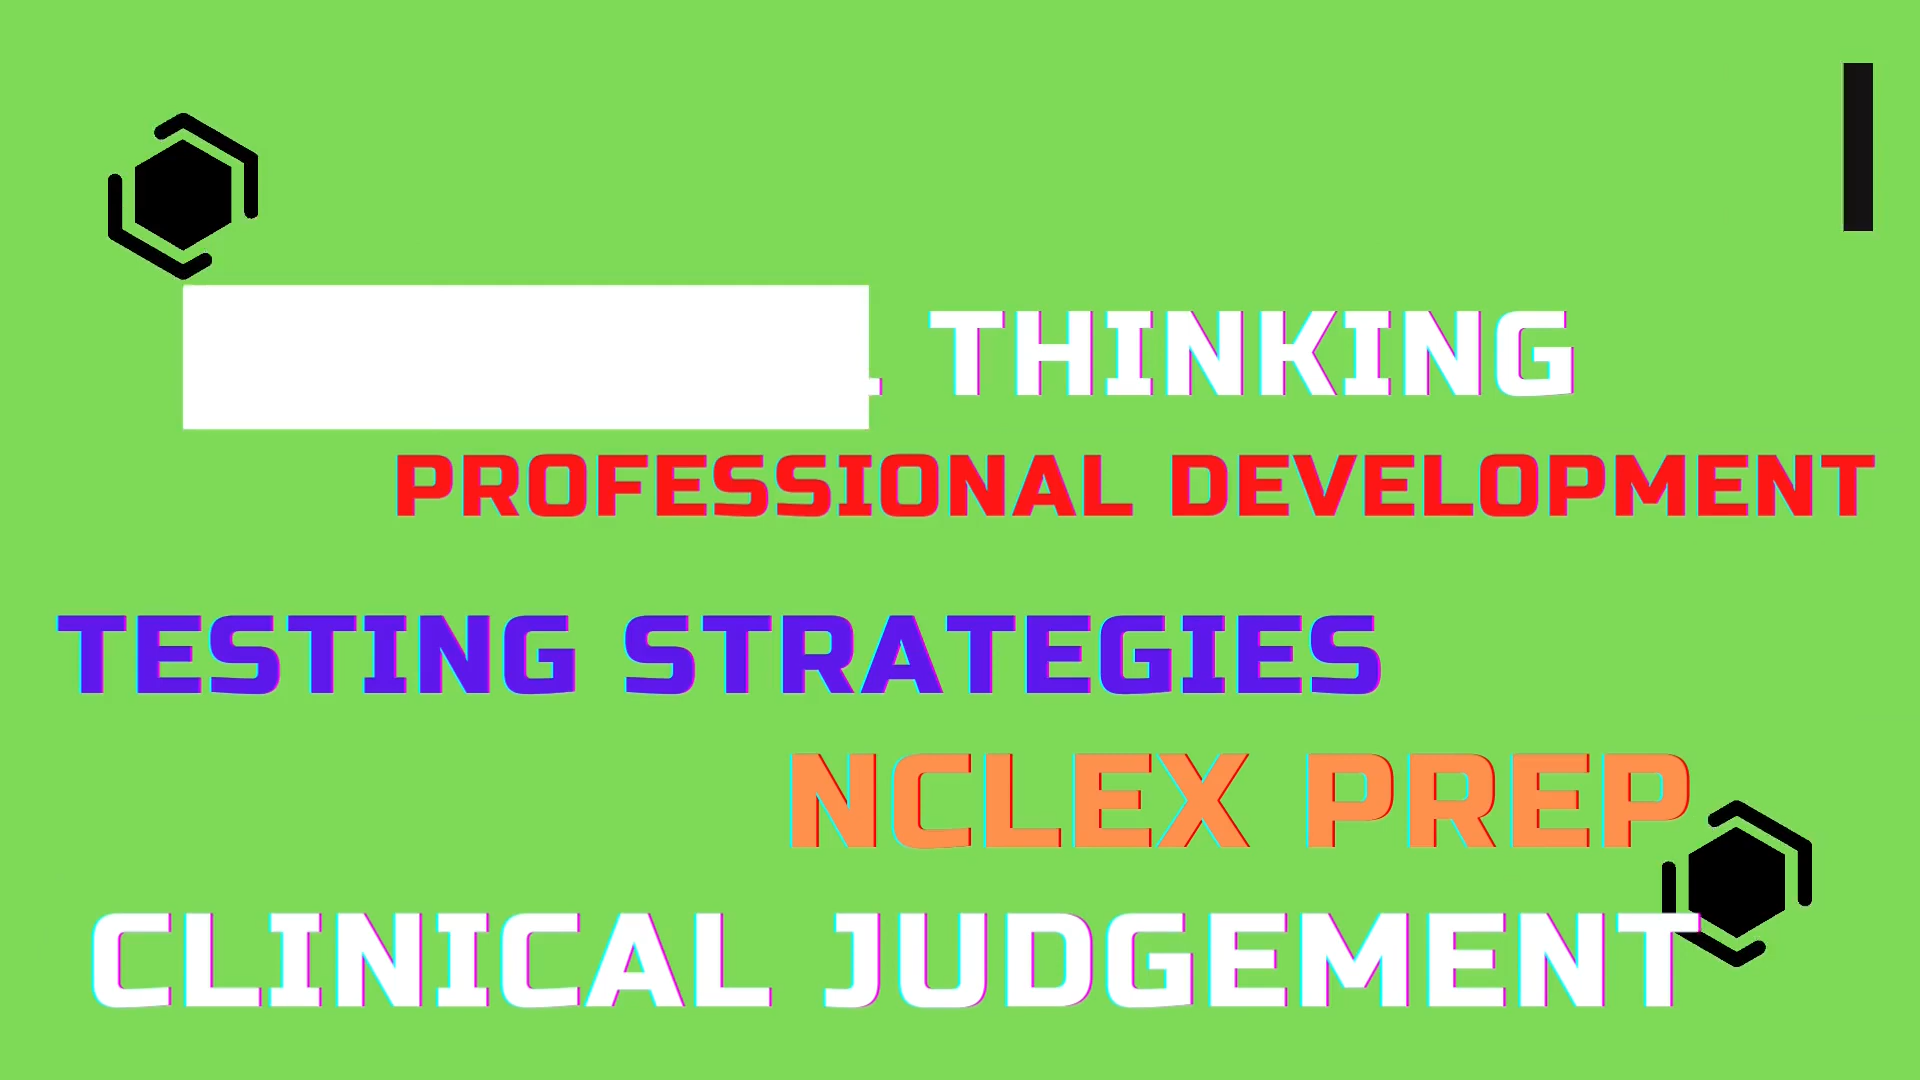 THINKING
PROFESSIONAL DEVELOPMENT
TESTING STRATEGIES
NCLEX PREP
CLINICAL JUDGEMENT